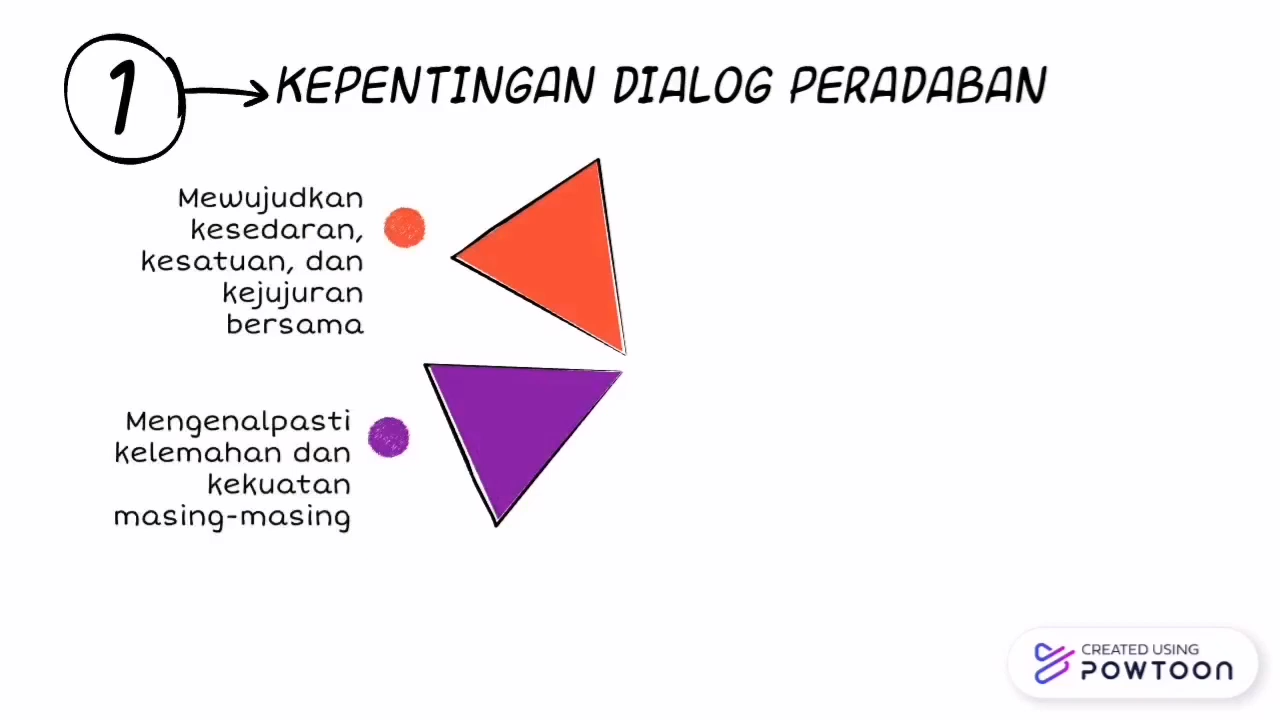 1
KEPENTINGAN DIALOG PERADABAN
Mewujudkan
kesedaran,
kesatuan, dan
kejujuran
bersama
Mengenalpasti
kelemahan dan
kekuatan
masing-masing
CREATED USING
POWTOON